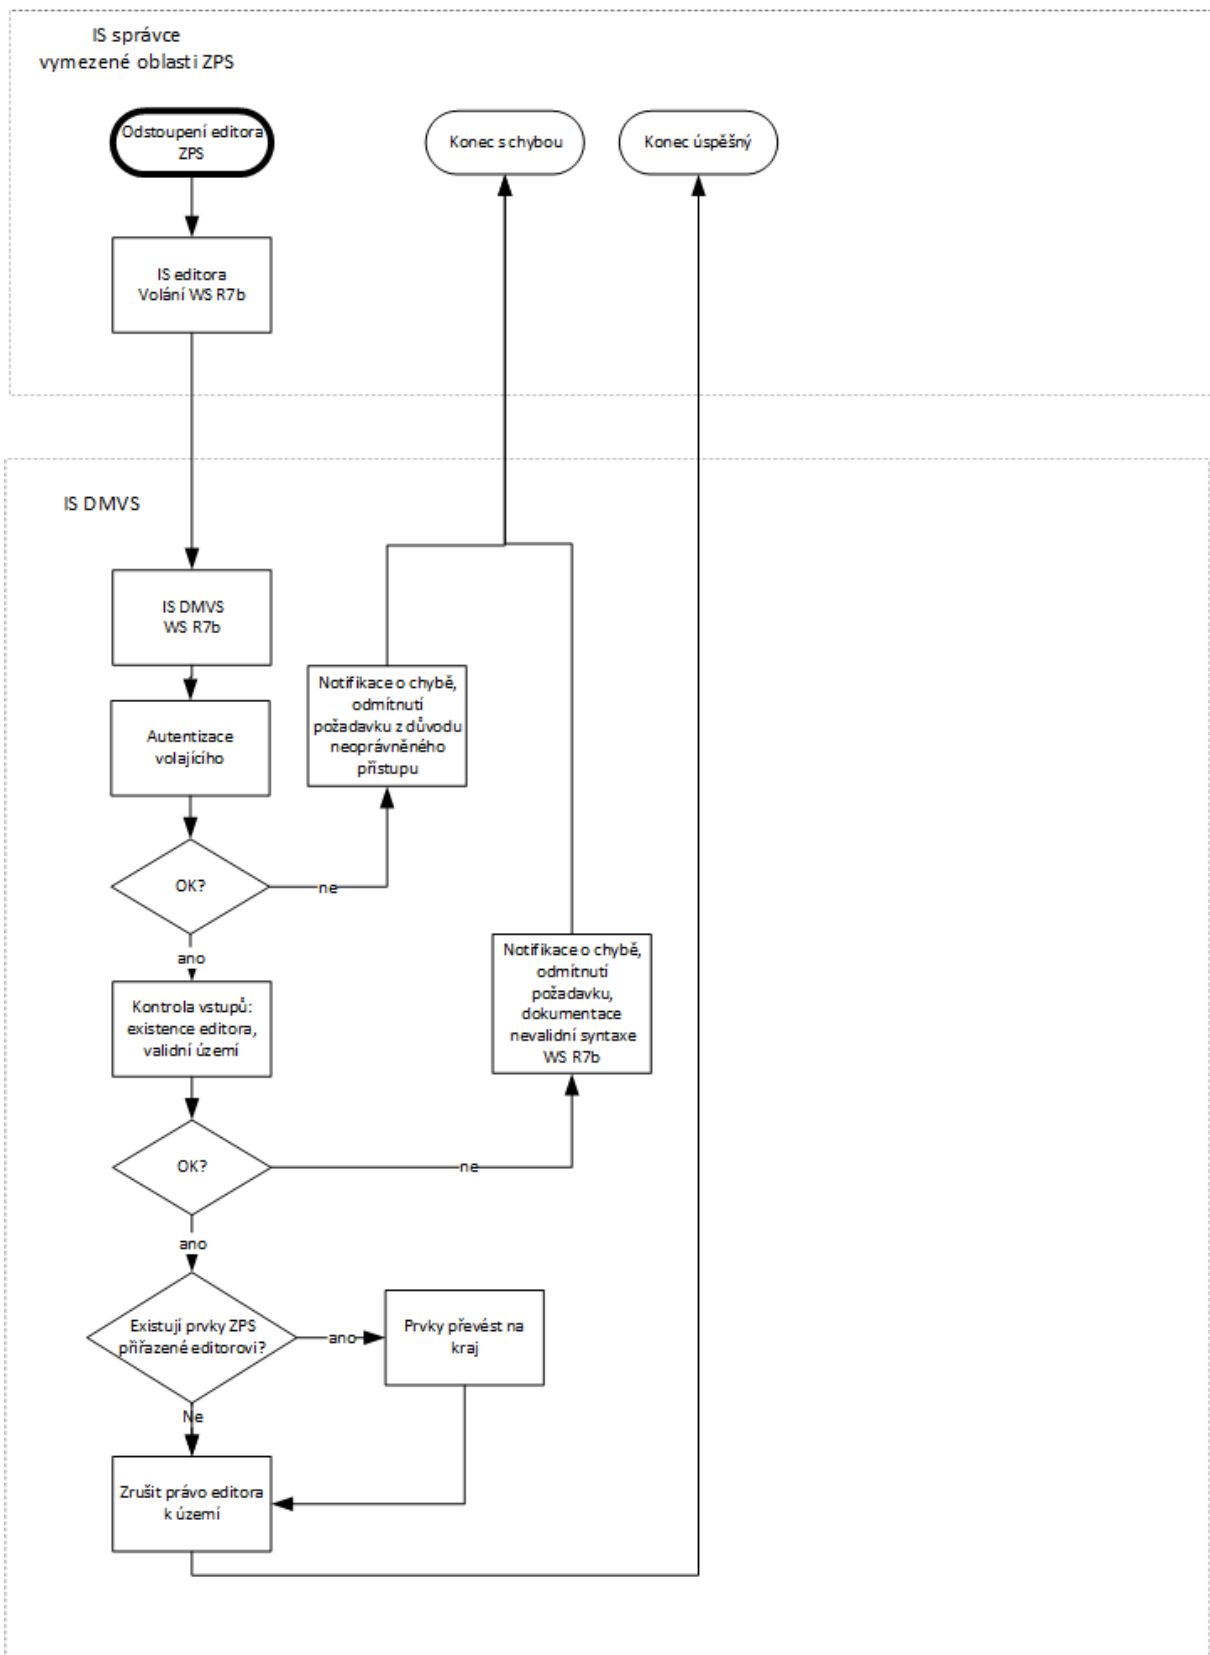 IS správce
vymezené oblasti ZPS
Odstoupení editora
ZPS
Konec s chybou
Konec úspěšný
IS editora
Volání WS R7b
IS DMVS
IS DMVS
WS R7b
Notifikace o chybě,
odmítnutí
požadavku z důvodu
neoprávněného
přístupu
Autentizace
volajícího
OK?
ne
ano
Notifikace o chybě,
odmítnutí
požadavku,
dokumentace
nevalidní syntaxe
WS R7b
Kontrola vstupů:
existence editora,
validní území
OK?
ne
ano
Existují prvky ZPS
přiřazené editorovi?
ano
Prvky převést na
kraj
Ne
Zrušit právo editora
k území